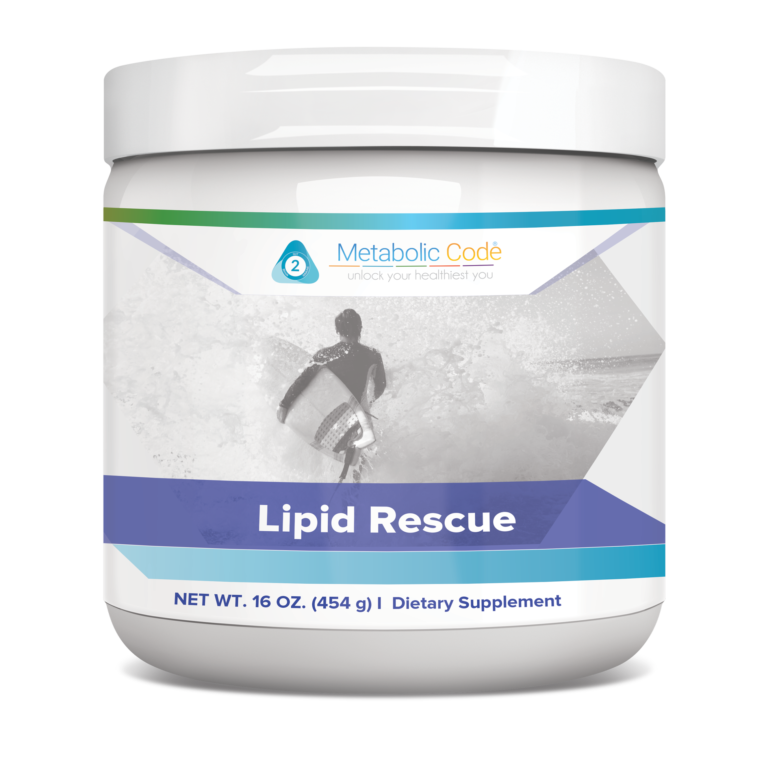 2
Metabolic Code®
unlock your healthiest you
Lipid Rescue
NET WT. 16 OZ. (454 g) I Dietary Supplement